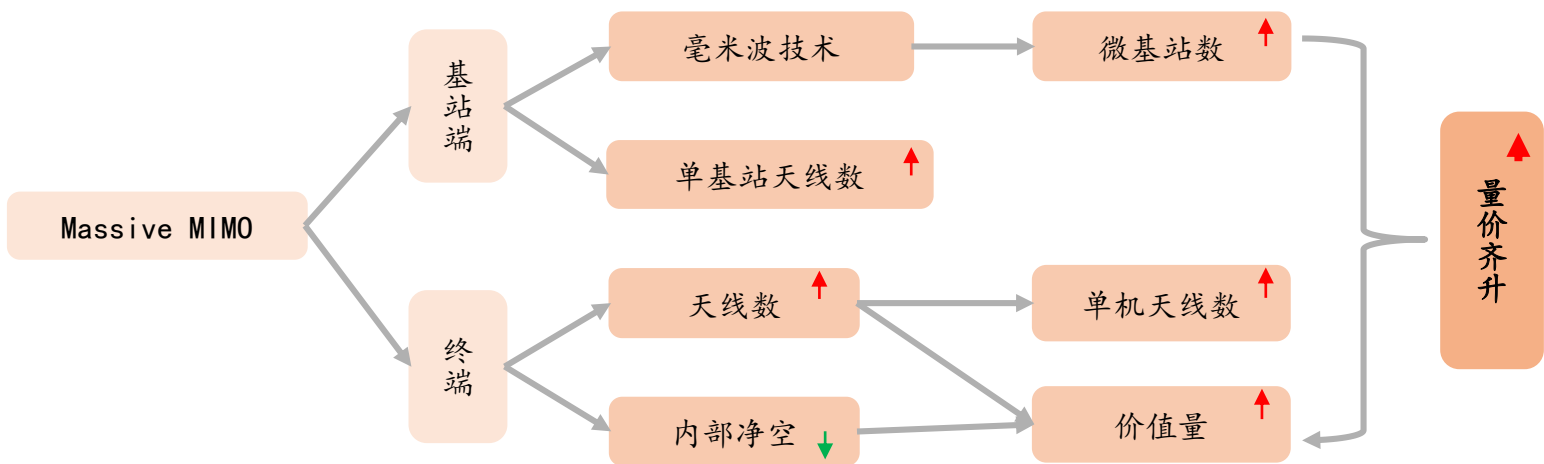 Massive MIMO
基站端
终端
毫米波技术
微基站数
单基站天线数
天线数
单机天线数
内部净空
价值量
量价齐升